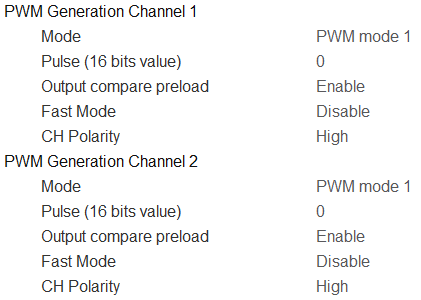 PWM Generation Channel 1
Mode PWM mode 1
Pulse (16 bits value) 0
Output compare preload Enable
Fast Mode Disable
CH Polarity High
PWM Generation Channel 2
Mode PWM mode 1
Pulse (16 bits value) 0
Output compare preload Enable
Fast Mode Disable
CH Polarity High